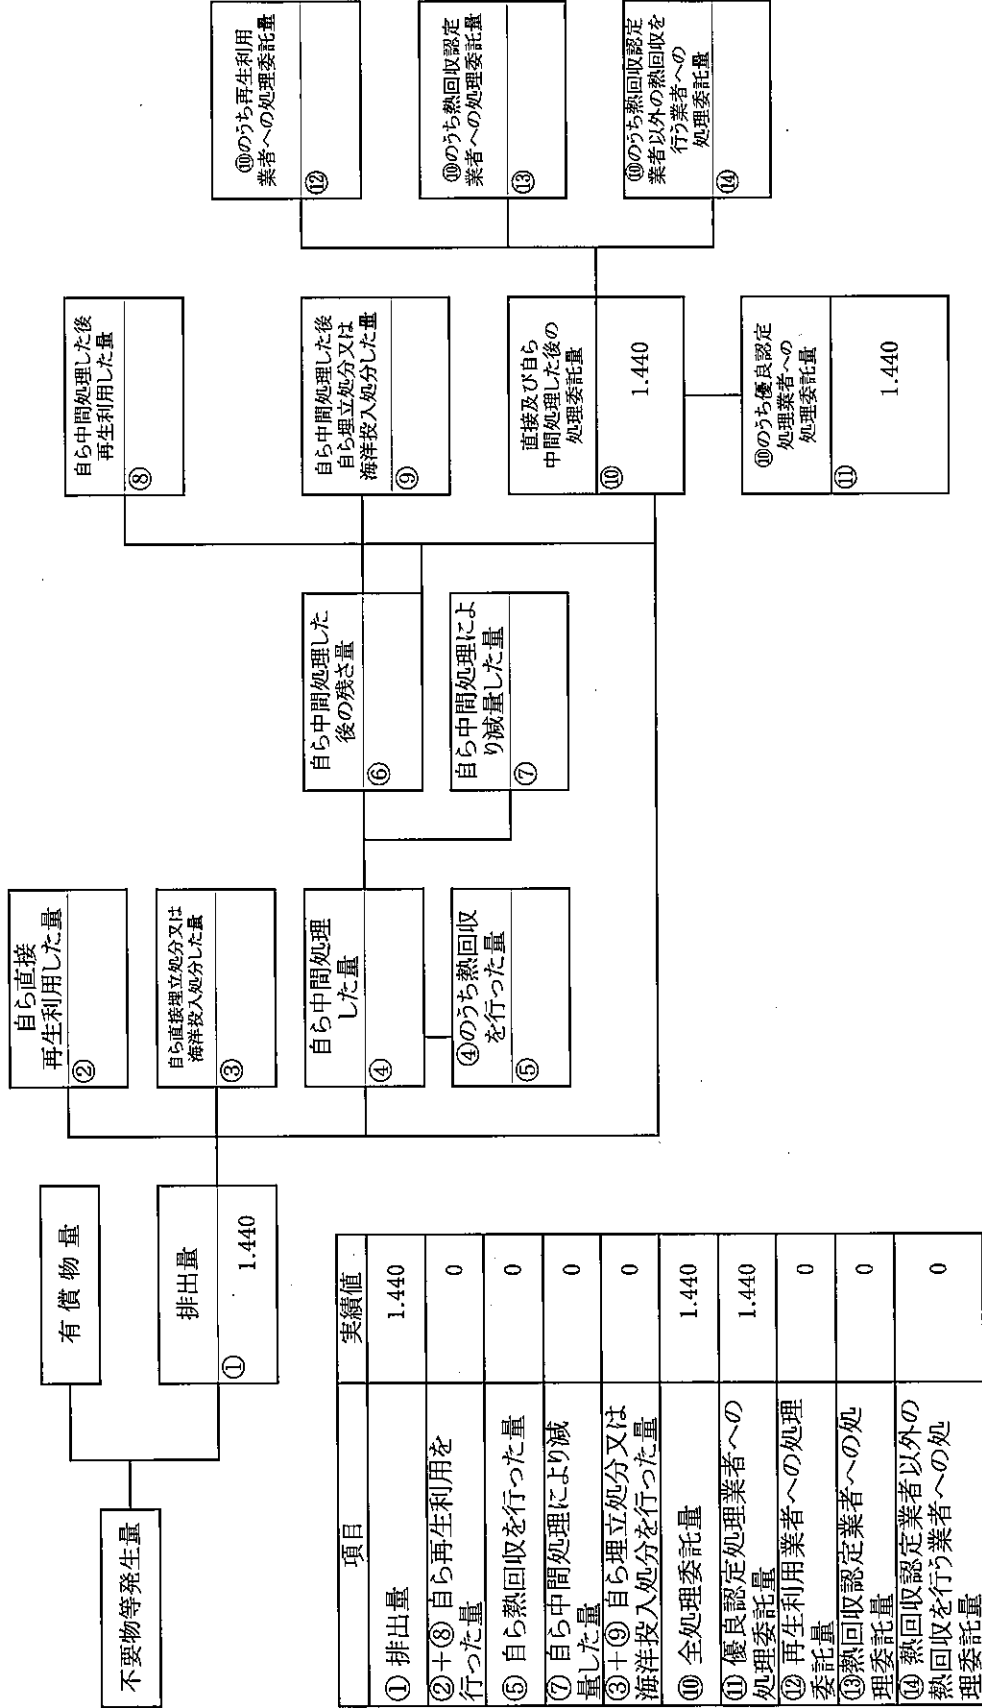 不要物等発生量
有償物量
排出量
①
1.440
自ら直接
再生利用した量
②
自ら直接埋立処分又は
海洋投入処分した量
③
自ら中間処理
した量
④
④のうち熱回収
を行った量
⑤
自ら中間処理した
後の残さ量
⑥
自ら中間処理によ
り減量した量
⑦
自ら中間処理した後
再生利用した量
⑧
自ら中間処理した後
自ら埋立処分又は
海洋投入処分した量
⑨
直接及び自ら
中間処理した後の
処理委託量
⑩
1.440
⑩のうち優良認定
処理業者への
処理委託量
⑪
1.440
⑩のうち再生利用
業者への処理委託量
⑫
⑩のうち熱回収認定
業者への処理委託量
⑬
⑩のうち熱回収認定
業者以外の熱回収を
行う業者への
処理委託量
⑭
項目 実績値
①排出量 1.440
②+⑧ 自ら再生利用を
行った量 0
⑤ 自ら熱回収を行った量 0
⑦ 自ら中間処理により減
量した量 0
③+⑨ 自ら埋立処分又は
海洋投入処分を行った量 0
⑩ 全処理委託量 1.440
⑪ 優良認定処理業者への
処理委託量 1.440
⑫ 再生利用業者への処理
委託量 0
⑬熱回収認定業者への処
理委託量 0
⑭ 熱回収認定業者以外の
熱回収を行う業者への処
理委託量 0